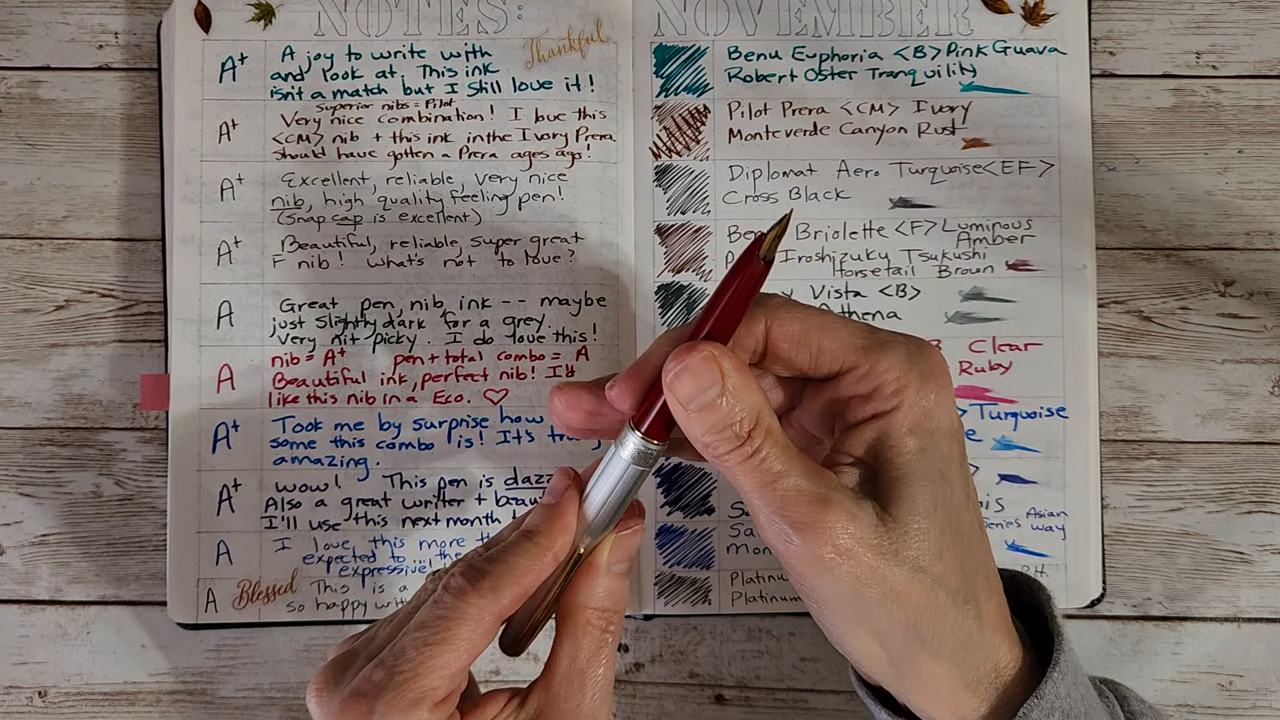 NOTES:
Thankful
A+ A joy to write with
and look at. This ink
isn't a match but I still love it!
superior nibs = Pilot
A+ Very nice combination! I love this
<CM> nib + this ink in the Ivory Prera
should have gotten a Prera ages ago!
A+ Excellent, reliable, very nice
nib, high quality feeling pen!
(Snap cap is excellent)
A+ Beautiful, reliable, super great
F nib! What's not to love?
A Great pen, nib, ink -- maybe
just slightly dark for a grey.
Very nit picky. I do love this!
A nib = A+ pen + total combo = A
Beautiful ink, perfect nib! I'd
like this nib in a Eco. ♡
A+ Took me by surprise how
some this combo is! It's
amazing.
A+ Wow! This pen is
Also a great writer +
I'll use this next month
A I love this more
expected to
expressive!
A Blessed This is a
so happy
NOVEMBER
Benu Euphoria <B> Pink Guava
Robert Oster Tranquility
Pilot Prera <CM> Ivory
Monteverde Canyon Rust
Diplomat Aero Turquoise <EF>
Cross Black
Briolette <F> Luminous
Amber
Iroshizuky Tsukushi
Horsetail Brown
Vista <B>
Clear
Ruby
Turquoise
Asian
Series way
Platinum
Platinum